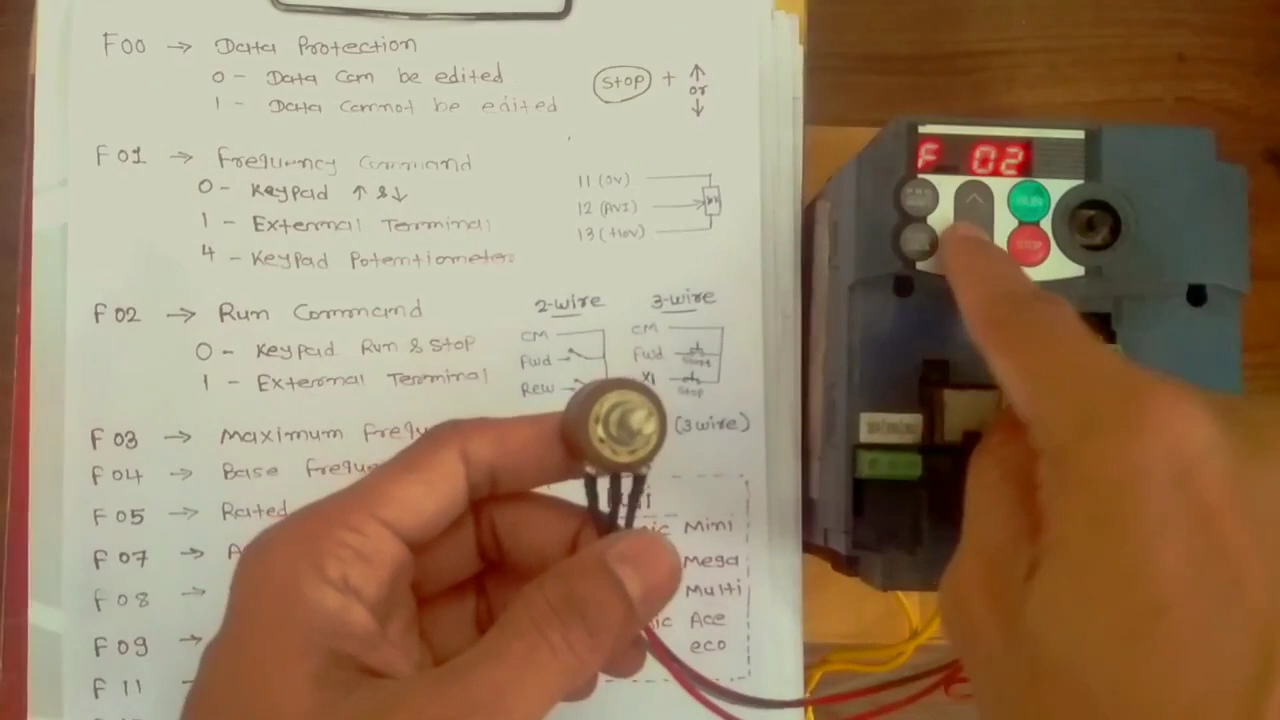 F00 → Data Protection
0 - Data Can be edited
1 - Data Cannot be edited
Stop + ↑ or ↓
F01 → Frequency Command
0 - Keypad ↑ & ↓
1 - External Terminal
4 - Keypad Potentiometer
11 (0V)
12 (AVI)
13 (+10V)
F02 → Run Command
0 - Keypad Run & Stop
1 - External Terminal
2-wire
CM
Fwd
Rew
3-wire
CM
Fwd
Start
X1
Stop
(3 wire)
F03 → Maximum
F04 → Base
F05 → Rated
F07 →
F08 →
F09 →
F11
Mini
Mega
Multi
Ace
eco
F 02
RUN
STOP